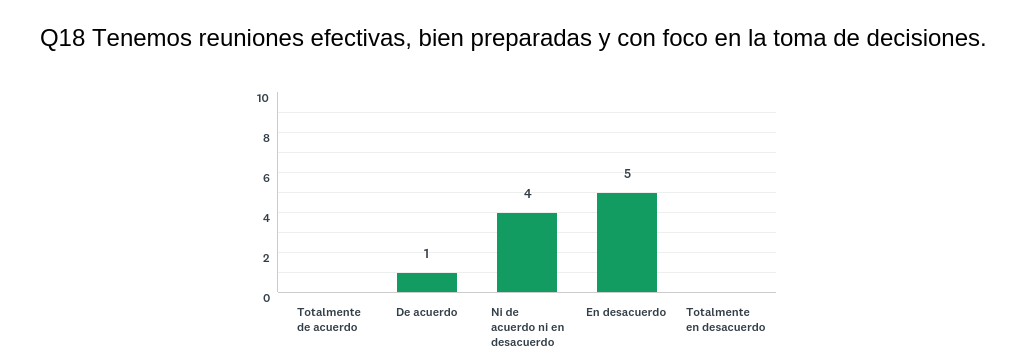 Q18 Tenemos reuniones efectivas, bien preparadas y con foco en la toma de decisiones.
10
8
6
4
2
0
1
4
5
Totalmente
de acuerdo
De acuerdo
Ni de
acuerdo ni en
desacuerdo
En desacuerdo
Totalmente
en desacuerdo